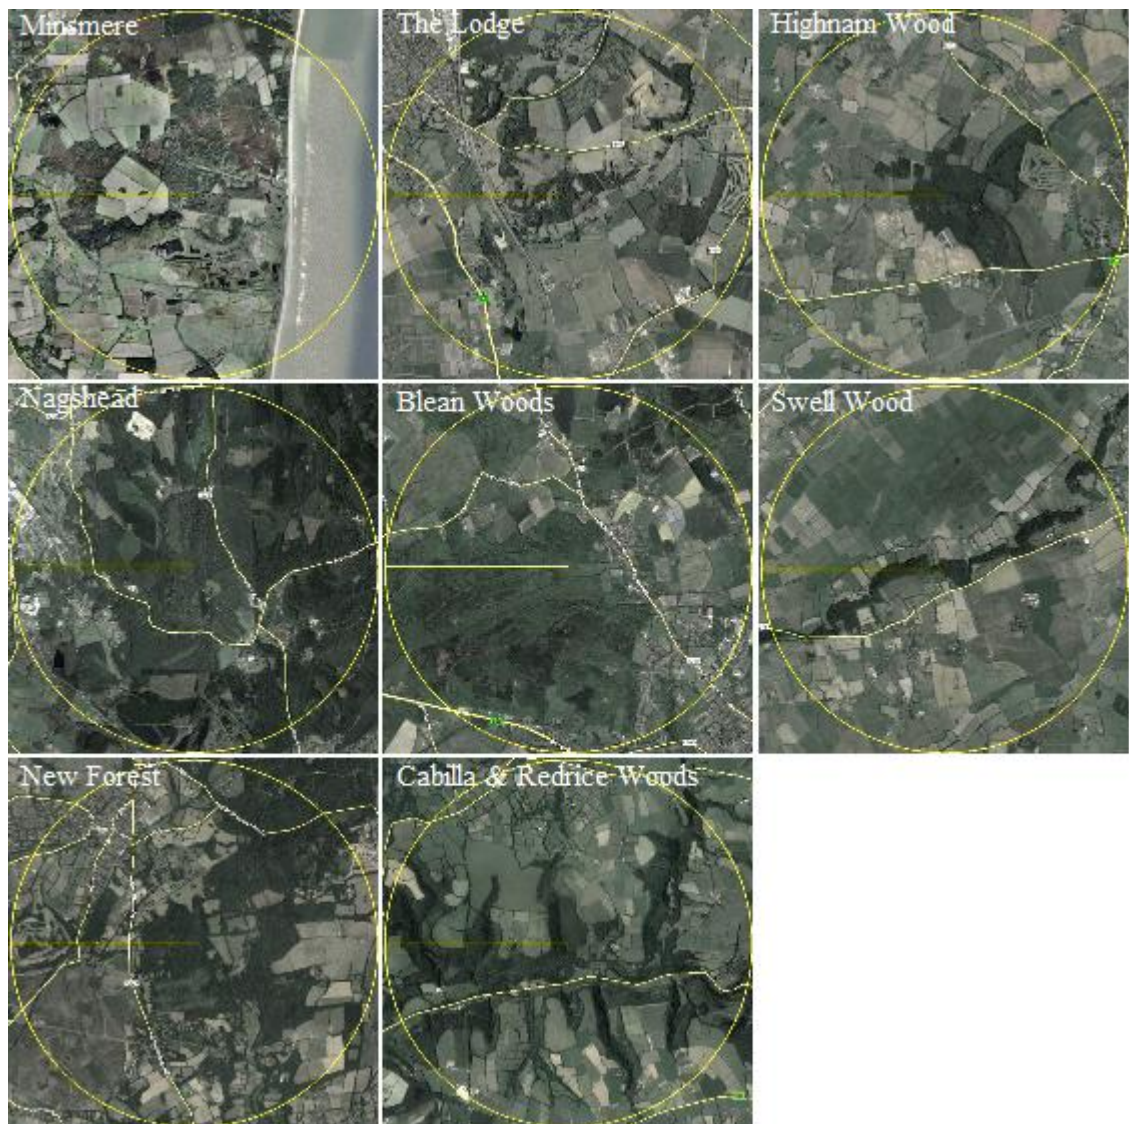 Minsmere
The Lodge
Highnam Wood
Nagshead
Blean Woods
Swell Wood
New Forest
Cabilla & Redrice Woods